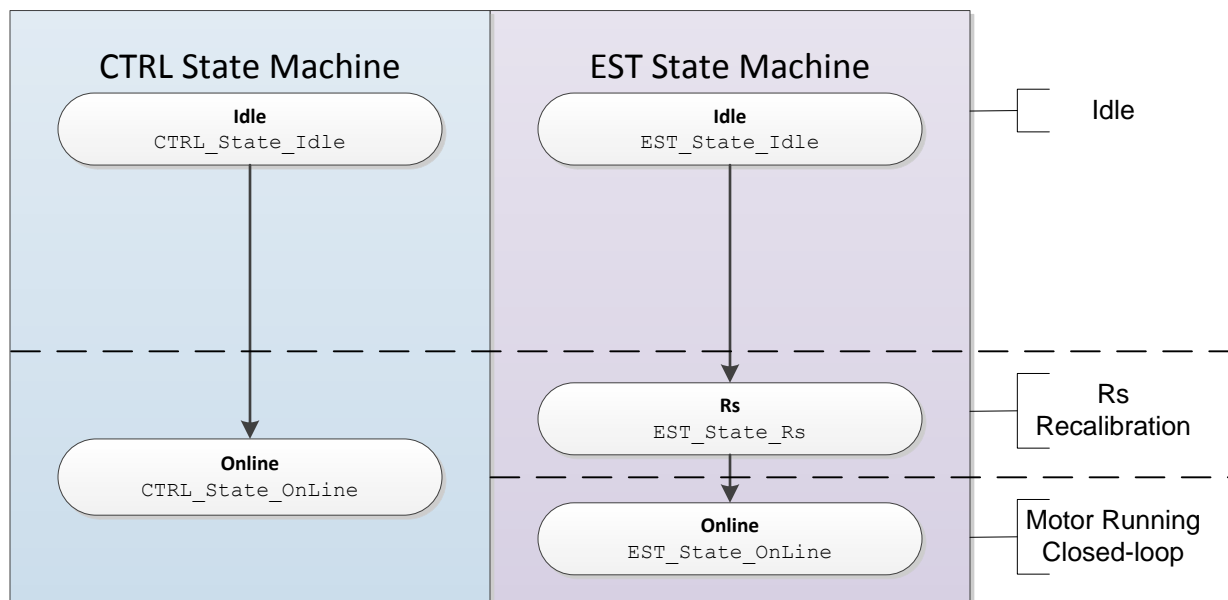 CTRL State Machine
Idle
CTRL_State_Idle
Online
CTRL_State_OnLine
EST State Machine
Idle
EST_State_Idle
Rs
EST_State_Rs
Online
EST_State_OnLine
Idle
Rs
Recalibration
Motor Running
Closed-loop